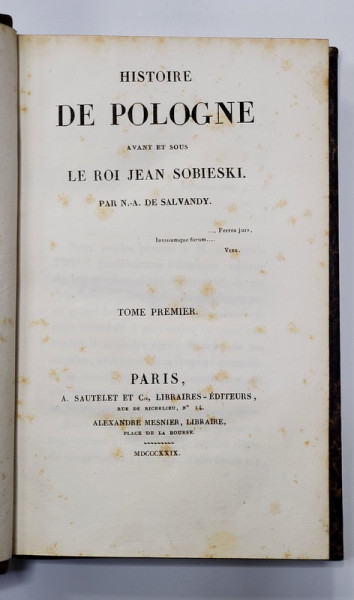 HISTOIRE
DE POLOGNE
AVANT ET SOUS
LE ROI JEAN SOBIESKI.
PAR N.-A. DE SALVANDY.
.... Ferrea jura,
Insanumque forum....
VIRG.
TOME PREMIER.
PARIS,
A. SAUTELET ET Cie, LIBRAIRES-ÉDITEURS,
RUE DE RICHELIEU, N° 14.
ALEXANDRE MESNIER, LIBRAIRE,
PLACE DE LA BOURSE.
MDCCCXXIX.